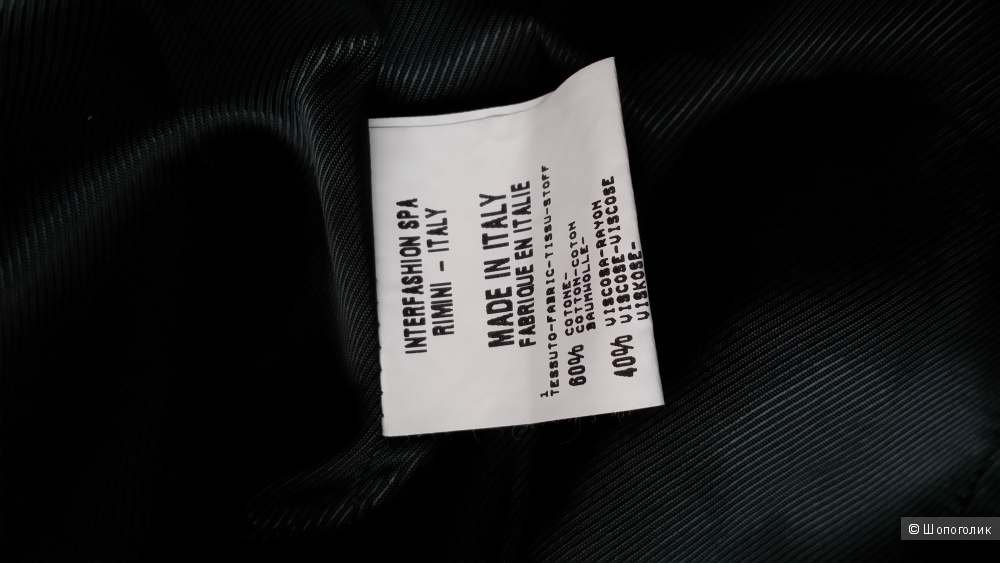 INTERFASHION SPA
RIMINI - ITALY
MADE IN ITALY
FABRIQUE EN ITALIE
1
TESSUTO-FABRIC-TISSU-STOFF
60% COTONE-
COTTON-COTON
BAUMWOLLE-
40% VISCOSA-RAYON
VISCOSE-VISCOSE
VISKOSE-
© Шопоголик